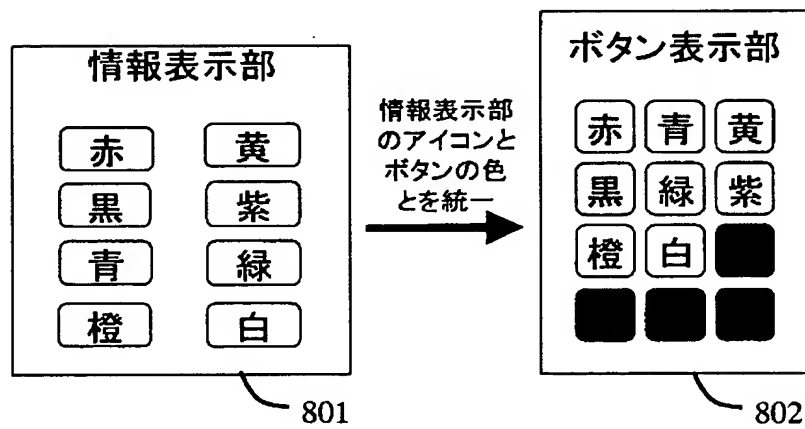 情報表示部
赤 黄
黒 紫
青 緑
橙 白
801
情報表示部
のアイコンと
ボタンの色
とを統一
ボタン表示部
赤 青 黄
黒 緑 紫
橙 白
802